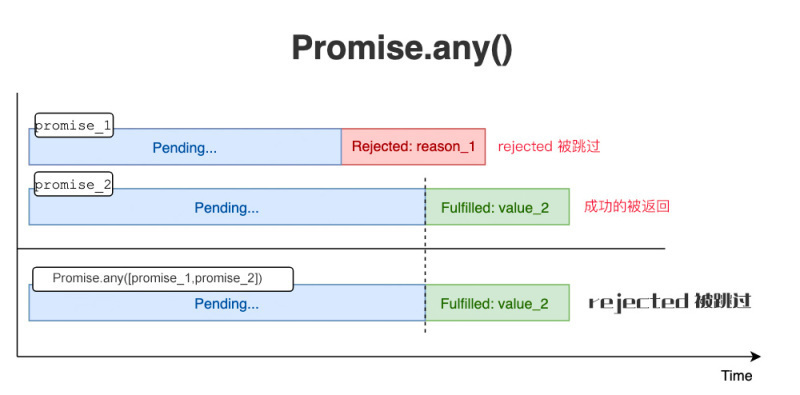 Promise.any()
promise_1
Pending...
Rejected: reason_1
rejected 被跳过
promise_2
Pending...
Fulfilled: value_2
成功的被返回
Promise.any([promise_1,promise_2])
Pending...
Fulfilled: value_2
rejected 被跳过
Time